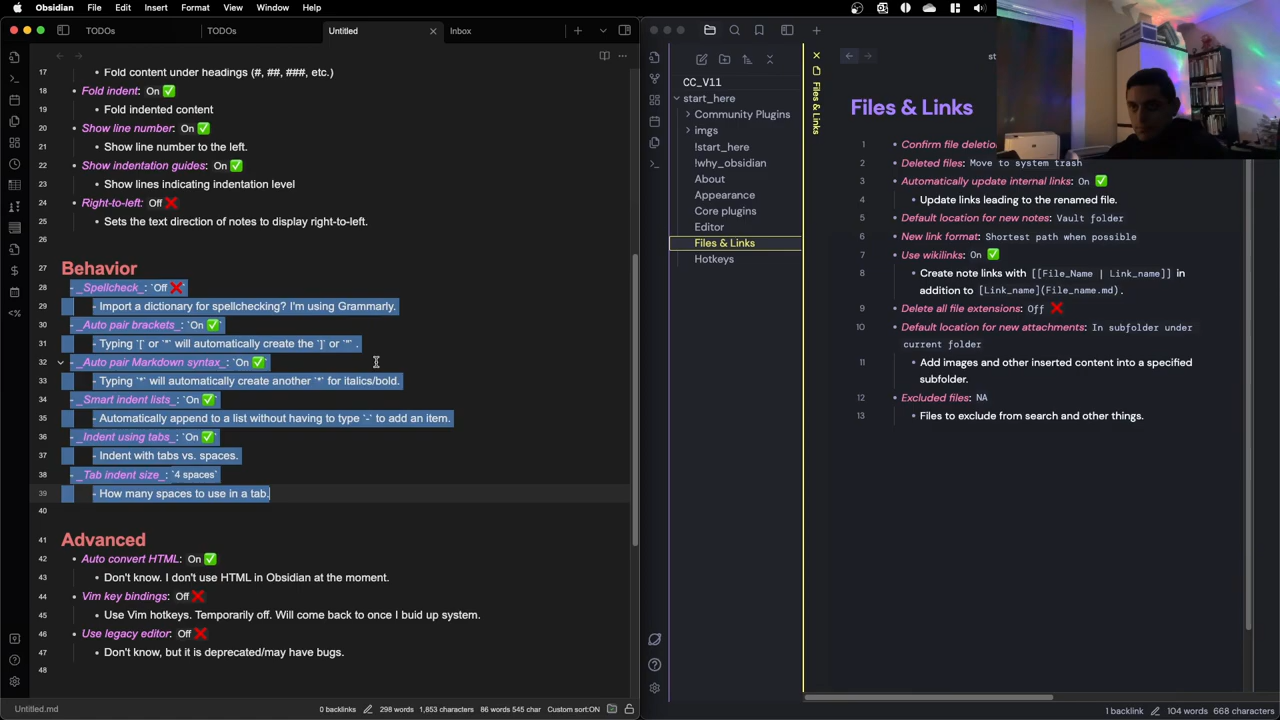 Obsidian File Edit View Insert Format Help Window Help
TODOs TODOs Untitled Inbox
17 • Fold content under headings (#, ##, ###, etc.)
18 • Fold indent: On ✅
19 • Fold indented content
20 • Show line number: On ✅
21 • Show line number to the left.
22 • Show indentation guides: On ✅
23 • Show lines indicating indentation level
24 • Right-to-left: Off ❌
25 • Sets the text direction of notes to display right-to-left.
26
27 Behavior
28 - _Spellcheck_: `Off ❌`
29 - Import a dictionary for spellchecking? I'm using Grammarly.
30 - _Auto pair brackets_: `On ✅`
31 - Typing `[` or `"` will automatically create the `]` or `"` .
32 - _Auto pair Markdown syntax_: `On ✅`
33 - Typing `*` will automatically create another `*` for italics/bold.
34 - _Smart indent lists_: `On ✅`
35 - Automatically append to a list without having to type `-` to add an item.
36 - _Indent using tabs_: `On ✅`
37 - Indent with tabs vs. spaces.
38 - _Tab indent size_: `4 spaces`
39 - How many spaces to use in a tab.
40
41 Advanced
42 • Auto convert HTML: On ✅
43 • Don't know. I don't use HTML in Obsidian at the moment.
44 • Vim key bindings: Off ❌
45 • Use Vim hotkeys. Temporarily off. Will come back to once I buid up system.
46 • Use legacy editor: Off ❌
47 • Don't know, but it is deprecated/may have bugs.
48
Untitled.md 0 backlinks 298 words 1,853 characters 86 words 545 char Custom sort:ON
CC_V11
start_here
Community Plugins
imgs
!start_here
!why_obsidian
About
Appearance
Core plugins
Editor
Files & Links
Hotkeys
Files & Links
st
Files & Links
1 • Confirm file deletio
2 • Deleted files: Move to system trash
3 • Automatically update internal links: On ✅
4 • Update links leading to the renamed file.
5 • Default location for new notes: Vault folder
6 • New link format: Shortest path when possible
7 • Use wikilinks: On ✅
8 • Create note links with [[File_Name | Link_name]] in
addition to [Link_name](File_name.md).
9 • Delete all file extensions: Off ❌
10 • Default location for new attachments: In subfolder under
current folder
11 • Add images and other inserted content into a specified
subfolder.
12 • Excluded files: NA
13 • Files to exclude from search and other things.
1 backlink 104 words 668 characters